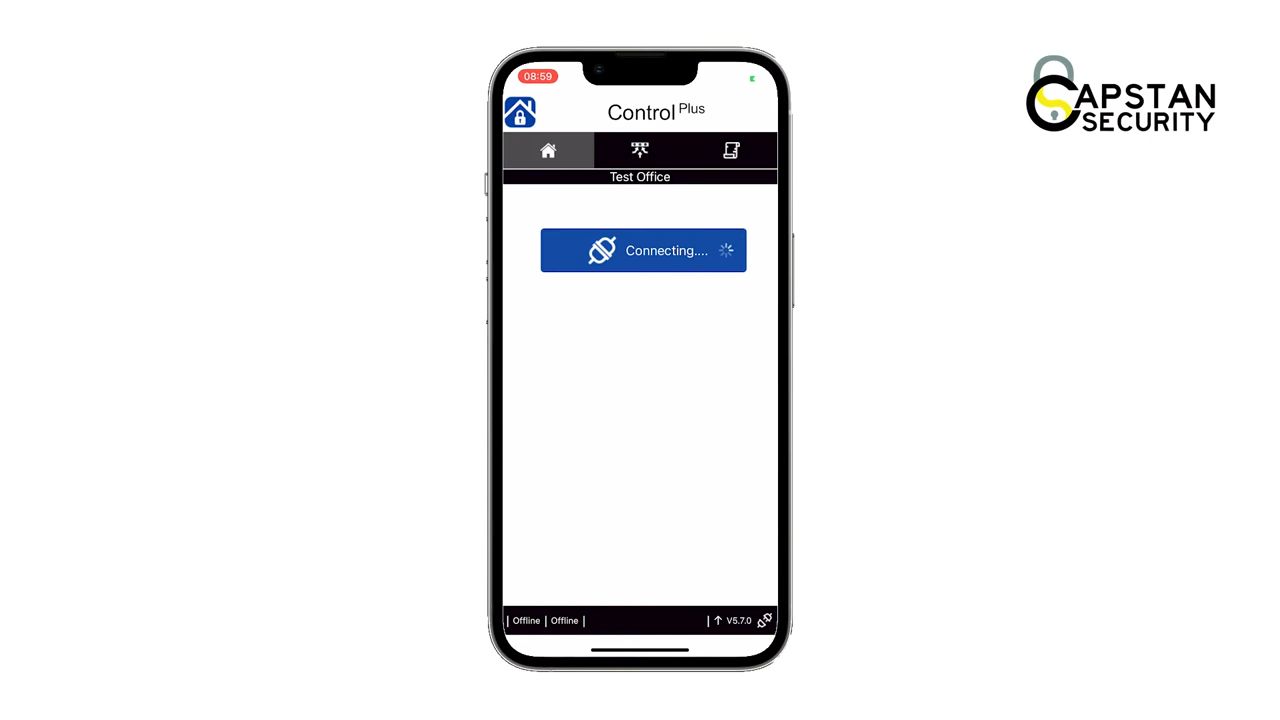 08:59
Control Plus
Test Office
Connecting....
| Offline | Offline |
| ↑ V5.7.0
CAPSTAN
SECURITY